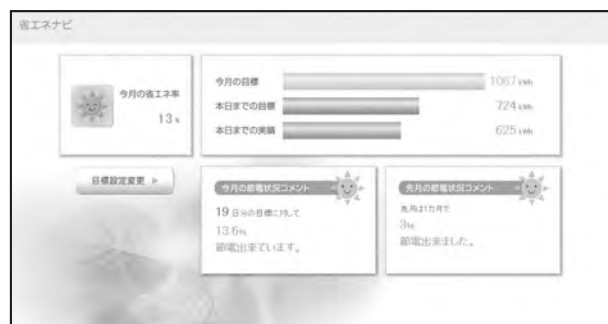 省エネナビ
今月の省エネ率
13 %
今月の目標 1067 kWh
本日までの目標 724 kWh
本日までの実績 625 kWh
目標設定変更
今月の節電状況コメント
19 日分の目標に対して
13.6%
節電出来ています。
先月の節電状況コメント
先月は1カ月で
3%
節電出来ました。